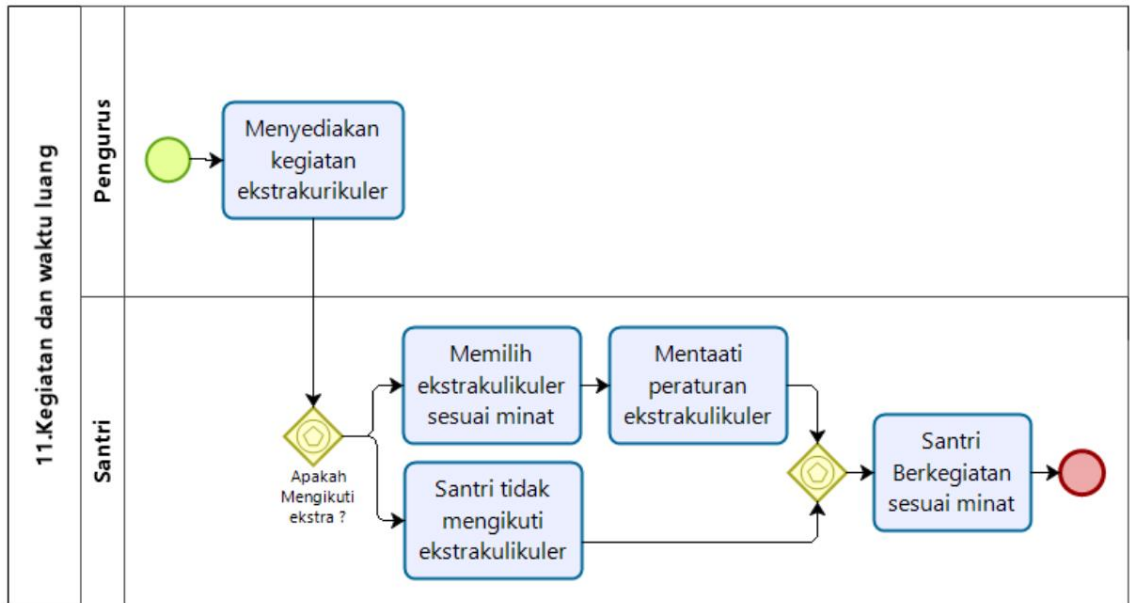 11.Kegiatan dan waktu luang
Pengurus
Menyediakan
kegiatan
ekstrakurikuler
Santri
Apakah
Mengikuti
ekstra ?
Memilih
ekstrakulikuler
sesuai minat
Mentaati
peraturan
ekstrakulikuler
Santri tidak
mengikuti
ekstrakulikuler
Santri
Berkegiatan
sesuai minat